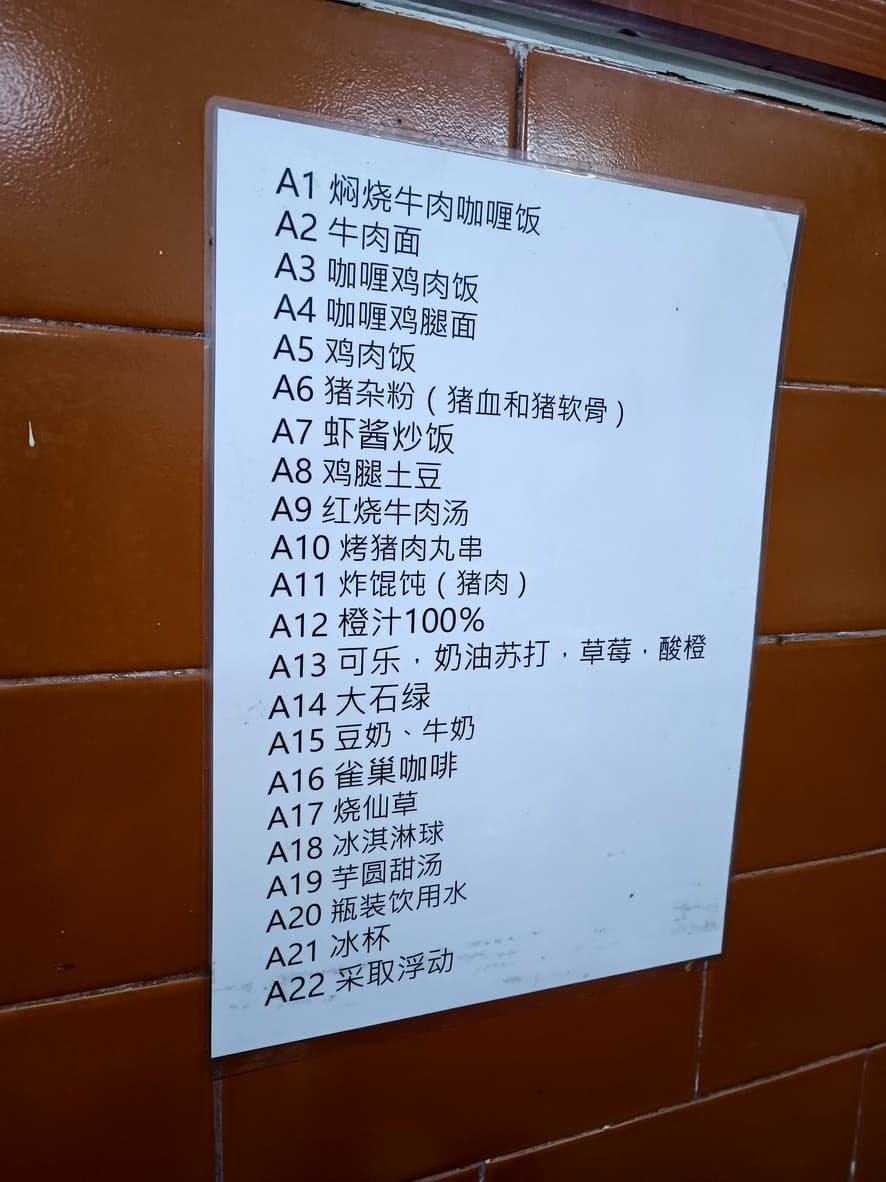 A1 焖烧牛肉咖喱饭
A2 牛肉面
A3 咖喱鸡肉饭
A4 咖喱鸡腿面
A5 鸡肉饭
A6 猪杂粉（猪血和猪软骨）
A7 虾酱炒饭
A8 鸡腿土豆
A9 红烧牛肉汤
A10 烤猪肉丸串
A11 炸馄饨（猪肉）
A12 橙汁100%
A13 可乐，奶油苏打，草莓，酸橙
A14 大石绿
A15 豆奶、牛奶
A16 雀巢咖啡
A17 烧仙草
A18 冰淇淋球
A19 芋圆甜汤
A20 瓶装饮用水
A21 冰杯
A22 采取浮动